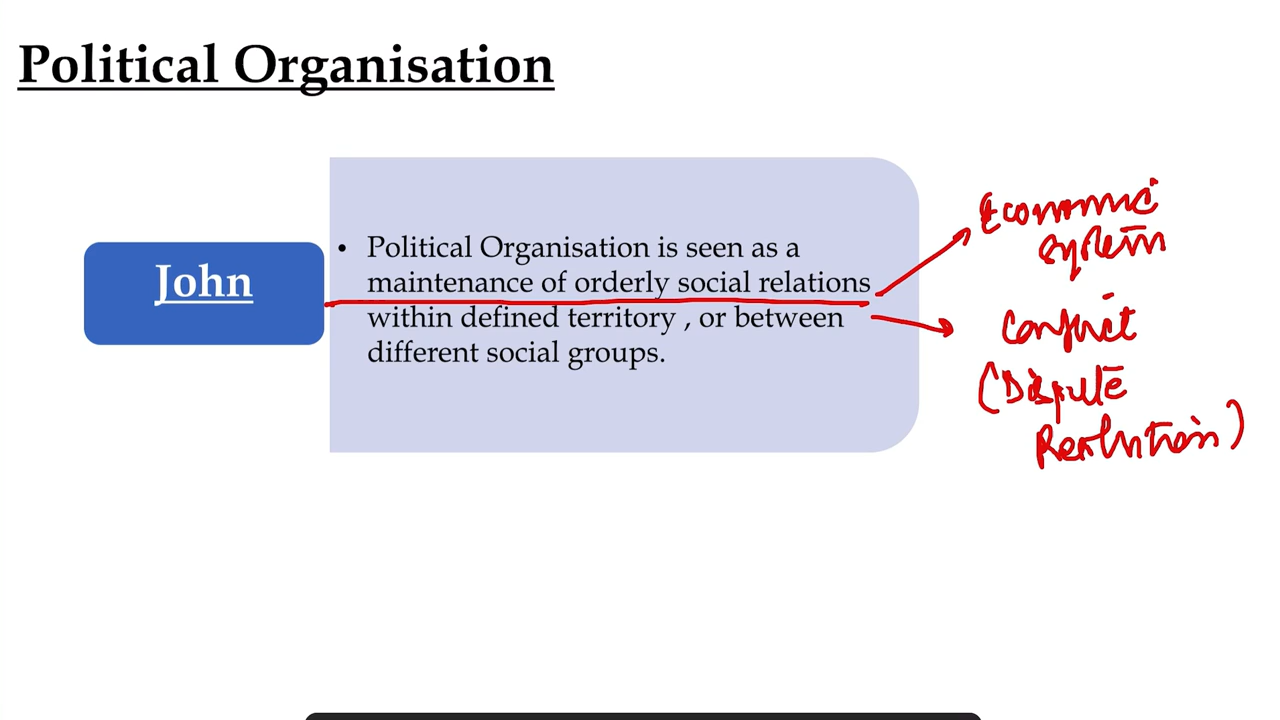 Political Organisation
John
• Political Organisation is seen as a
maintenance of orderly social relations
within defined territory , or between
different social groups.
Economic
system
Conflict
(Dispute
Resolution)